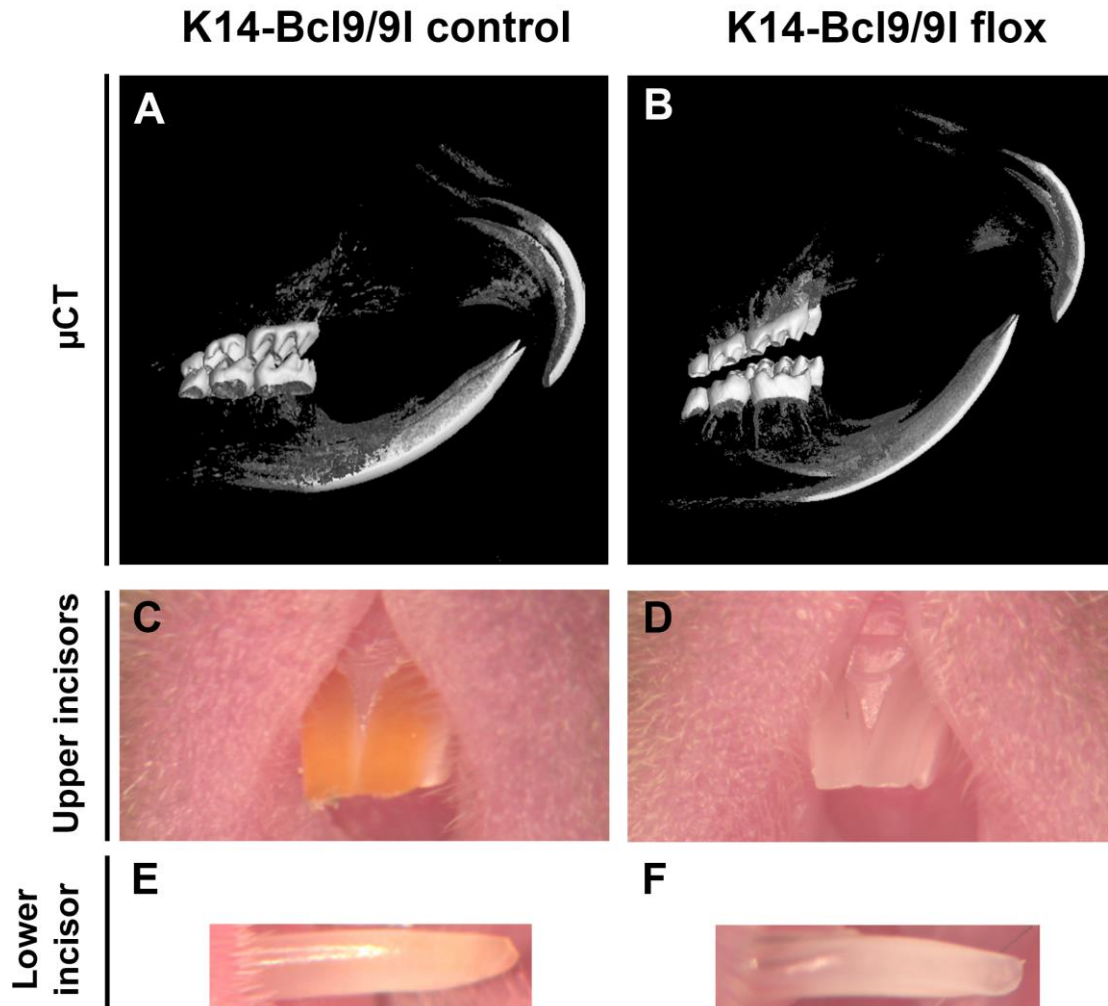 K14-Bcl9/9l control
K14-Bcl9/9l flox
µCT
A
B
Upper incisors
C
D
Lower
incisor
E
F